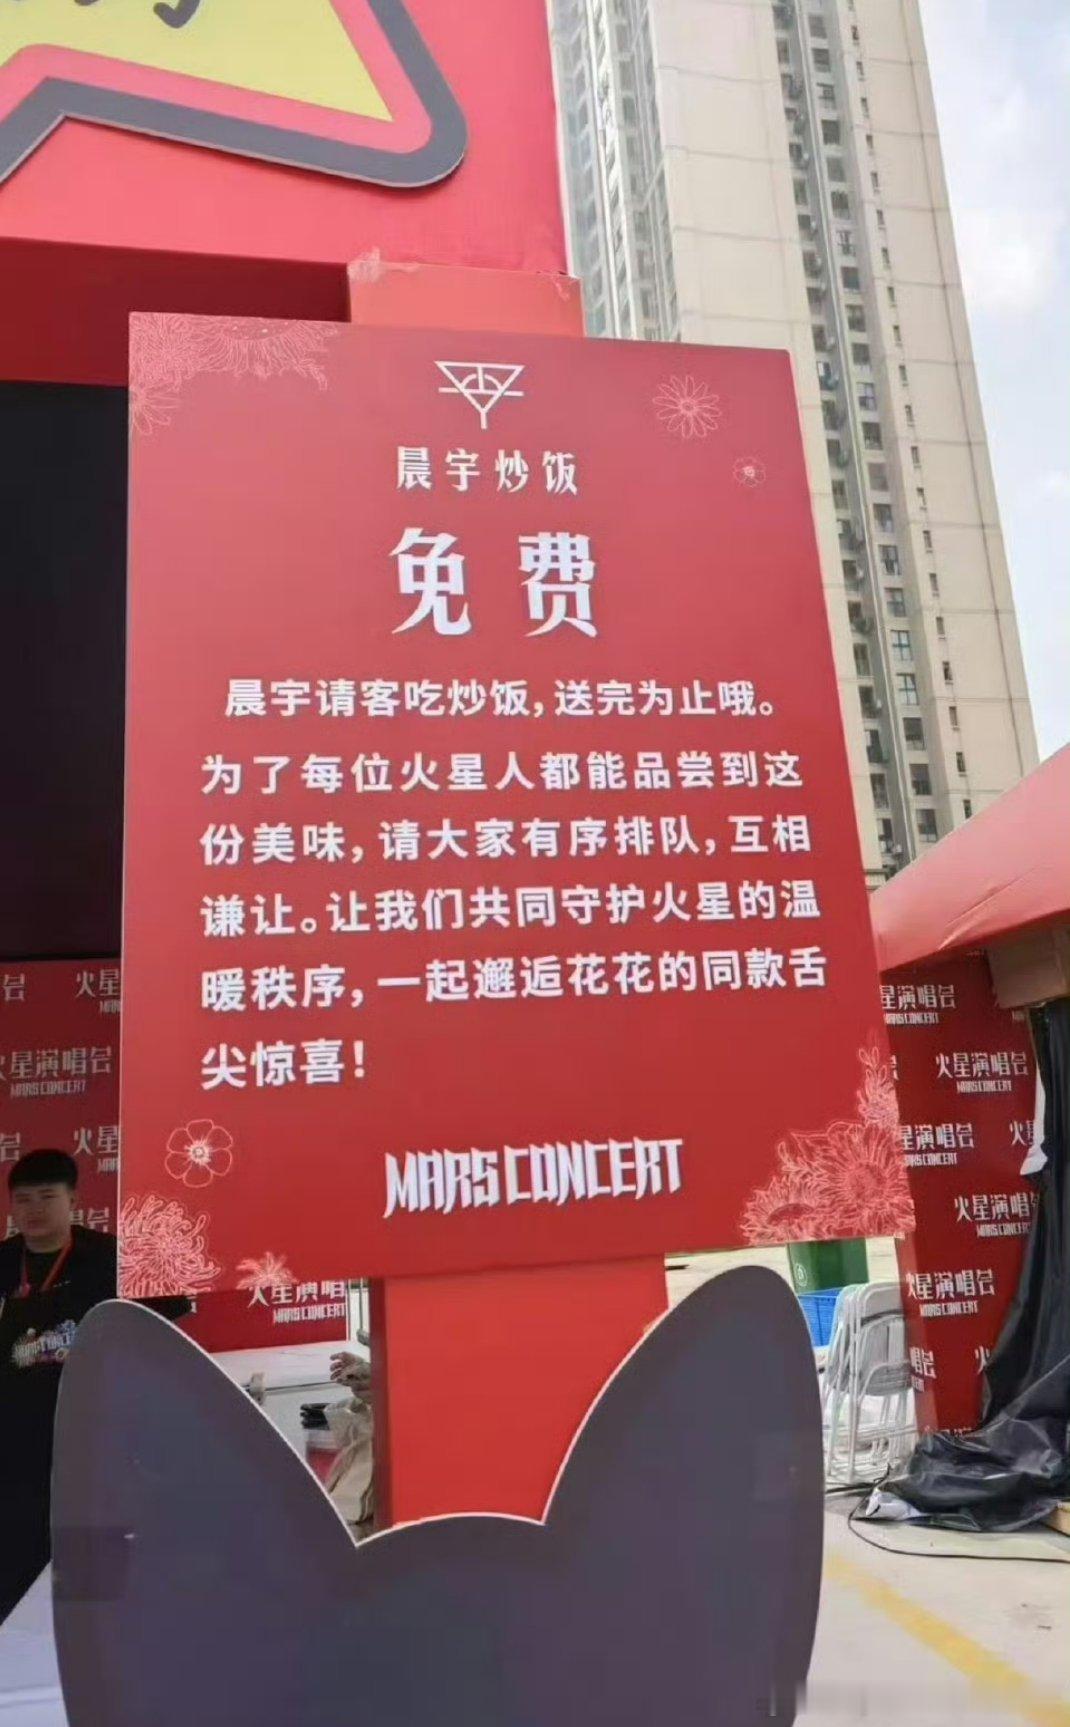 晨宇炒饭
免费
晨宇请客吃炒饭，送完为止哦。
为了每位火星人都能品尝到这
份美味，请大家有序排队，互相
谦让。让我们共同守护火星的温
暖秩序，一起邂逅花花的同款舌
尖惊喜！
MARS CONCERT
火星演唱会
MARS CONCERT
火星演唱会
MARS CONCERT
火星演唱会
MARS CONCERT
火星演唱会
MARS CONCERT